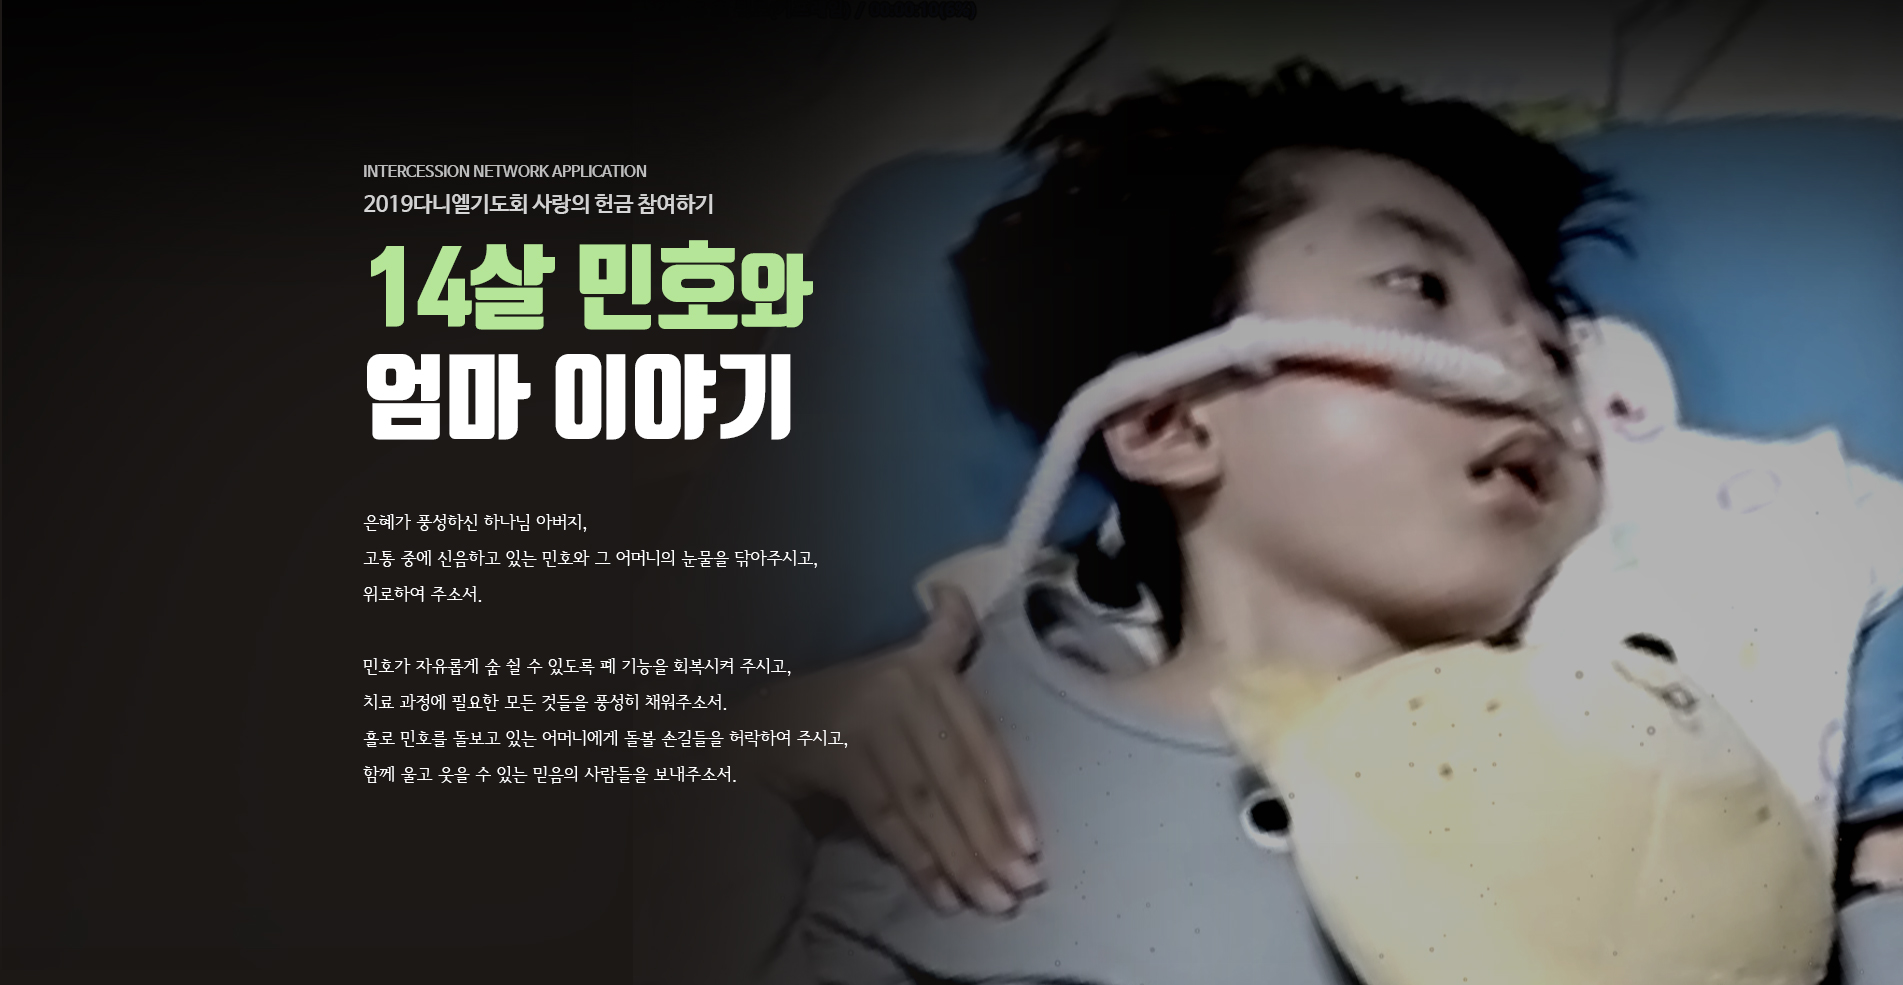 INTERCESSION NETWORK APPLICATION
2019다니엘기도회 사랑의 헌금 참여하기
14살 민호와
엄마 이야기
은혜가 풍성하신 하나님 아버지,
고통 중에 신음하고 있는 민호와 그 어머니의 눈물을 닦아주시고,
위로하여 주소서.
민호가 자유롭게 숨 쉴 수 있도록 폐 기능을 회복시켜 주시고,
치료 과정에 필요한 모든 것들을 풍성히 채워주소서.
홀로 민호를 돌보고 있는 어머니에게 돌볼 손길들을 허락하여 주시고,
함께 울고 웃을 수 있는 믿음의 사람들을 보내주소서.